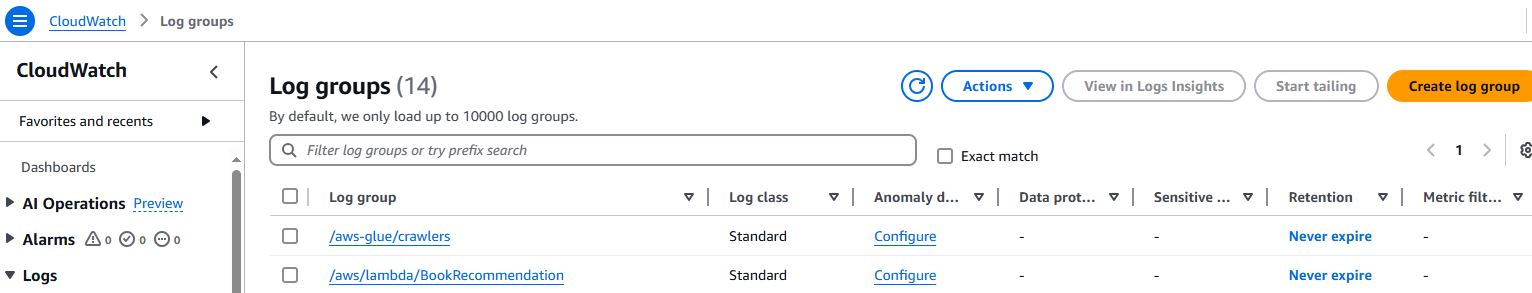 CloudWatch > Log groups
CloudWatch
Favorites and recents
Dashboards
AI Operations Preview
Alarms 0 0 0
Logs
Log groups (14)
By default, we only load up to 10000 log groups.
Actions View in Logs Insights Start tailing Create log group
Filter log groups or try prefix search
Exact match
1
Log group Log class Anomaly d... Data prot... Sensitive ... Retention Metric filt...
/aws-glue/crawlers Standard Configure - - Never expire -
/aws/lambda/BookRecommendation Standard Configure - - Never expire -